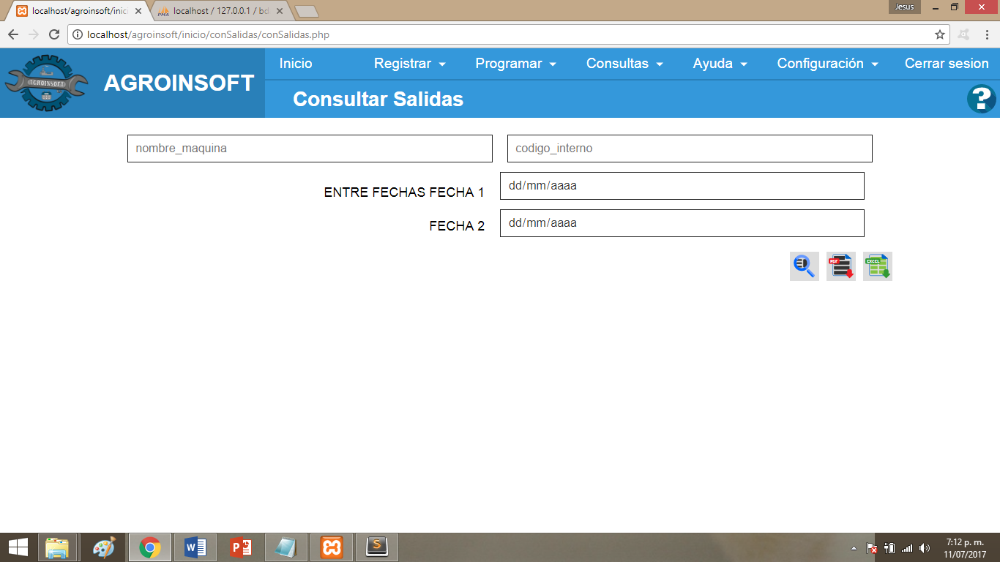 localhost/agroinsoft/inic
localhost / 127.0.0.1 / bd
Jesus
localhost/agroinsoft/inicio/conSalidas/conSalidas.php
AGROINSOFT
AGROINSOFT
Inicio Registrar Programar Consultas Ayuda Configuración Cerrar sesion
Consultar Salidas
?
nombre_maquina codigo_interno
ENTRE FECHAS FECHA 1 dd/mm/aaaa
FECHA 2 dd/mm/aaaa
PDF
EXCEL
7:12 p. m.
11/07/2017